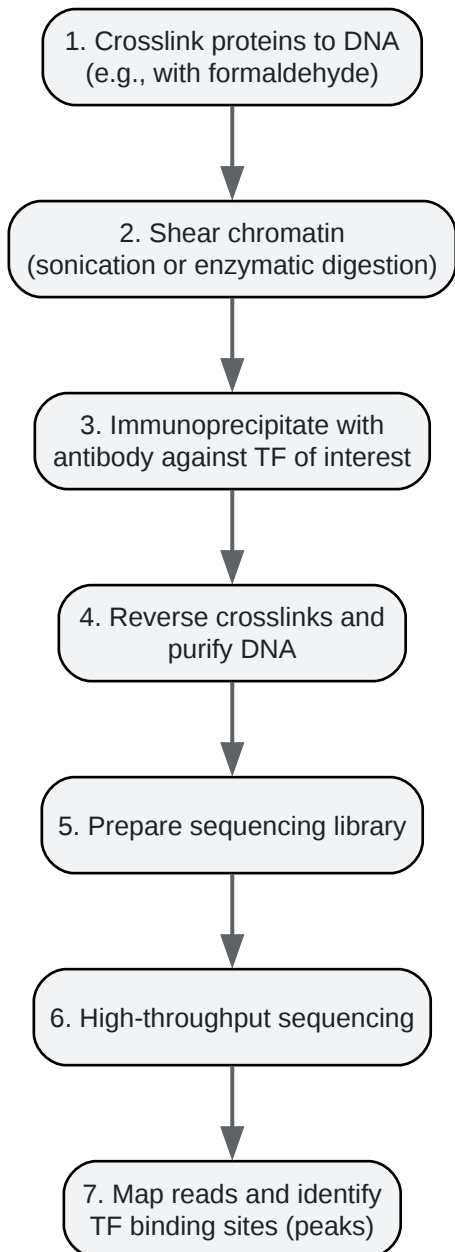 1. Crosslink proteins to DNA
(e.g., with formaldehyde)
2. Shear chromatin
(sonication or enzymatic digestion)
3. Immunoprecipitate with
antibody against TF of interest
4. Reverse crosslinks and
purify DNA
5. Prepare sequencing library
6. High-throughput sequencing
7. Map reads and identify
TF binding sites (peaks)